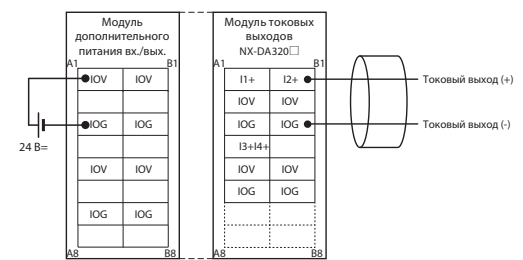 Модуль
дополнительного
питания вх./вых.
A1 B1
IOV IOV
IOG IOG
IOV IOV
IOG IOG
A8 B8
24 В=
Модуль токовых
выходов
NX-DA320□
A1 B1
I1+ I2+
IOV IOV
IOG IOG
I3+I4+
IOV IOV
IOG IOG
A8 B8
Токовый выход (+)
Токовый выход (-)